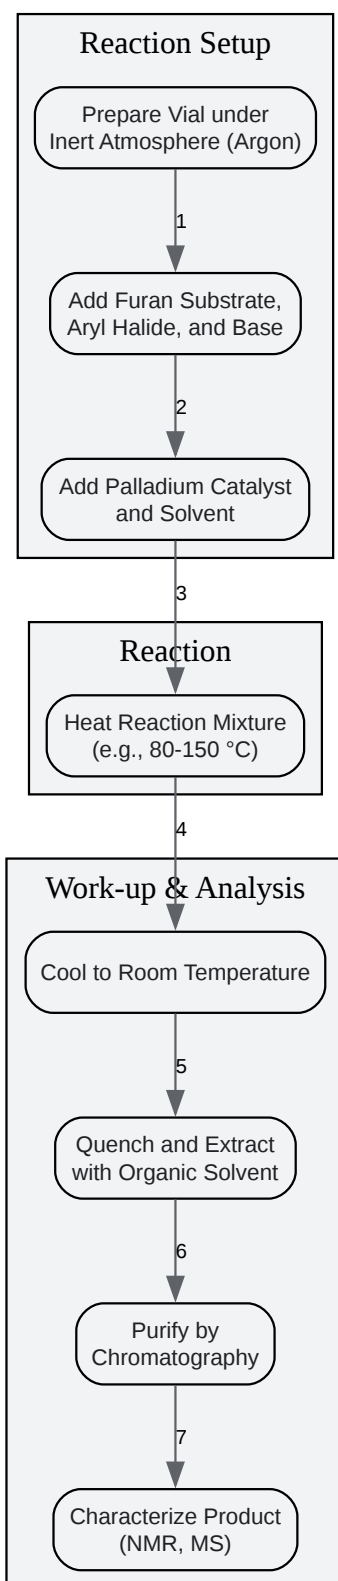 Reaction Setup
Prepare Vial under
Inert Atmosphere (Argon)
1
Add Furan Substrate,
Aryl Halide, and Base
2
Add Palladium Catalyst
and Solvent
3
Reaction
Heat Reaction Mixture
(e.g., 80-150 °C)
4
Work-up & Analysis
Cool to Room Temperature
5
Quench and Extract
with Organic Solvent
6
Purify by
Chromatography
7
Characterize Product
(NMR, MS)